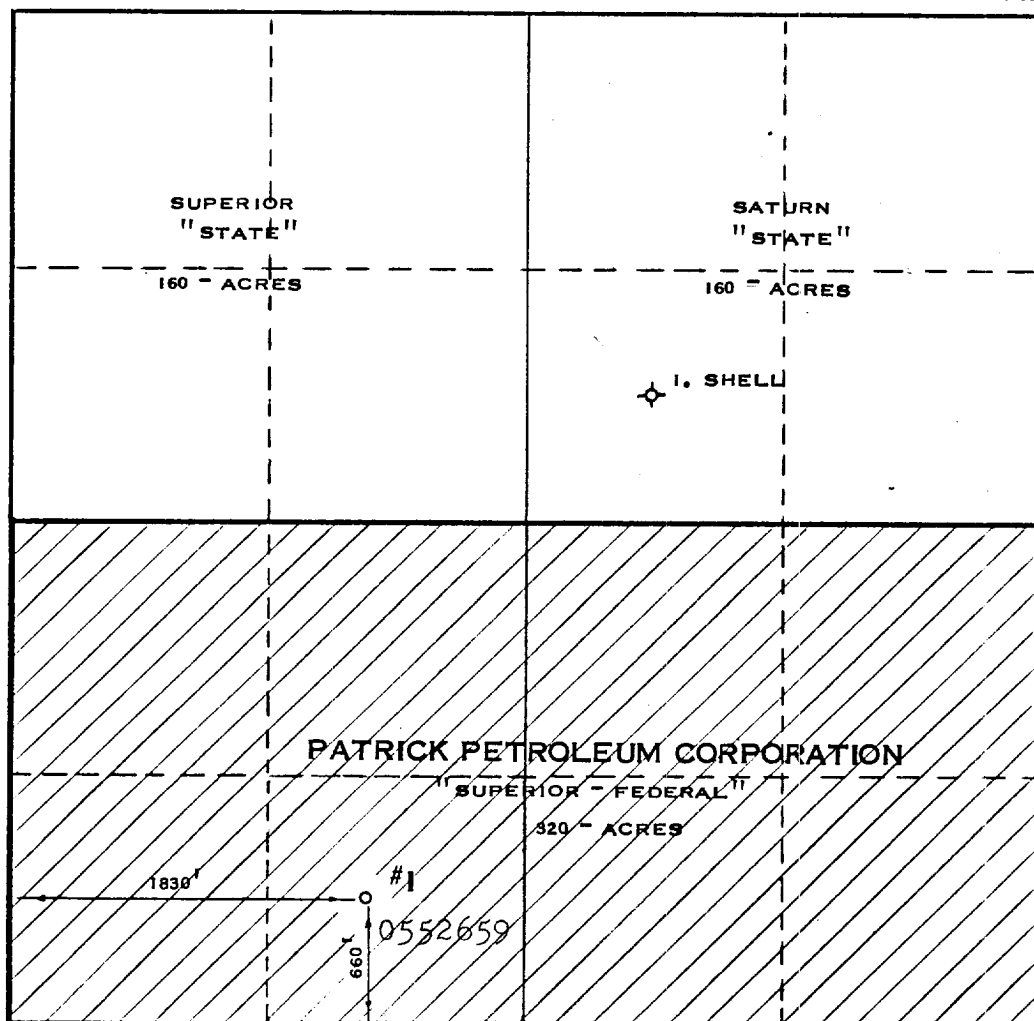 SUPERIOR
"STATE"
160 - ACRES
SATURN
"STATE"
160 - ACRES
1. SHELL
PATRICK PETROLEUM CORPORATION
"SUPERIOR - FEDERAL"
320 - ACRES
1830'
#1
0552659
660'